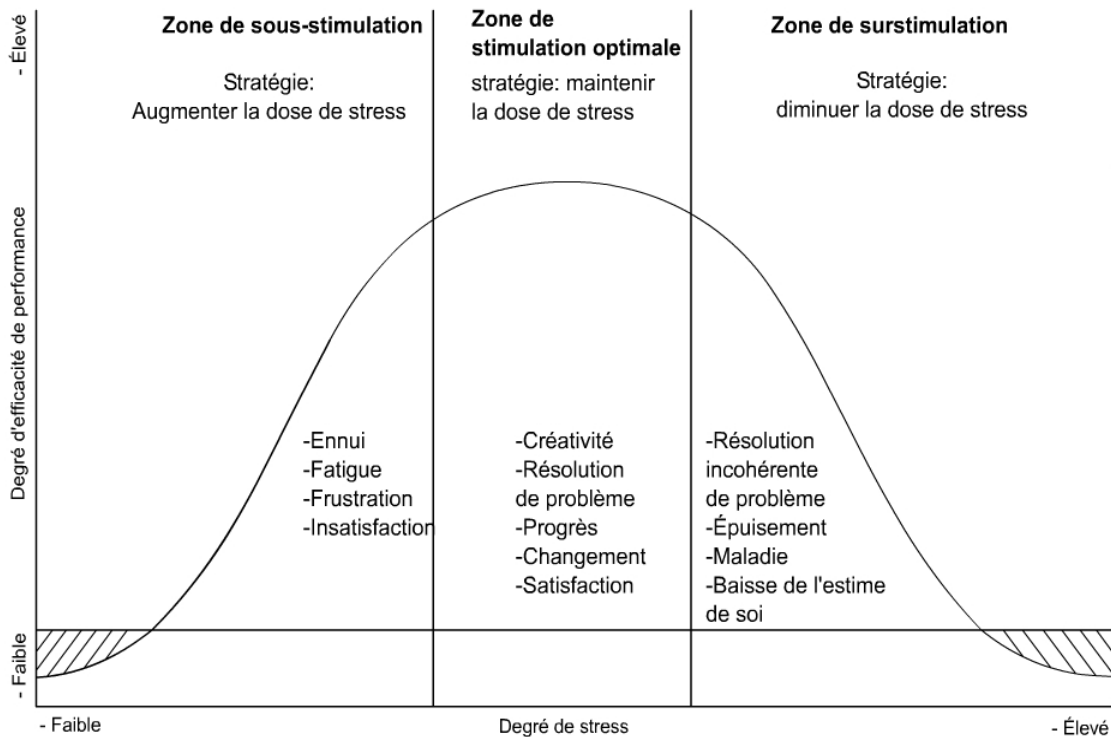 Zone de sous-stimulation
Stratégie:
Augmenter la dose de stress
Zone de
stimulation optimale
stratégie: maintenir
la dose de stress
Zone de surstimulation
Stratégie:
diminuer la dose de stress
- Élevé
Degré d'efficacité de performance
- Faible
-Ennui
-Fatigue
-Frustration
-Insatisfaction
-Créativité
-Résolution
de problème
-Progrès
-Changement
-Satisfaction
-Résolution
incohérente
de problème
-Épuisement
-Maladie
-Baisse de l'estime
de soi
- Faible
Degré de stress
- Élevé